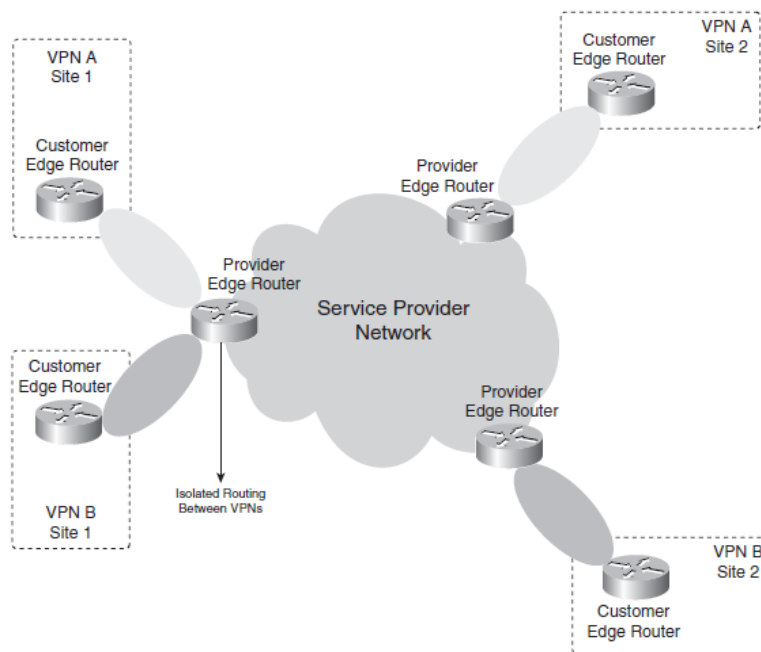 VPN A
Site 1
Customer
Edge Router
Customer
Edge Router
VPN A
Site 2
Provider
Edge Router
Provider
Edge Router
Service Provider
Network
Customer
Edge Router
VPN B
Site 1
Isolated Routing
Between VPNs
Provider
Edge Router
VPN B
Site 2
Customer
Edge Router